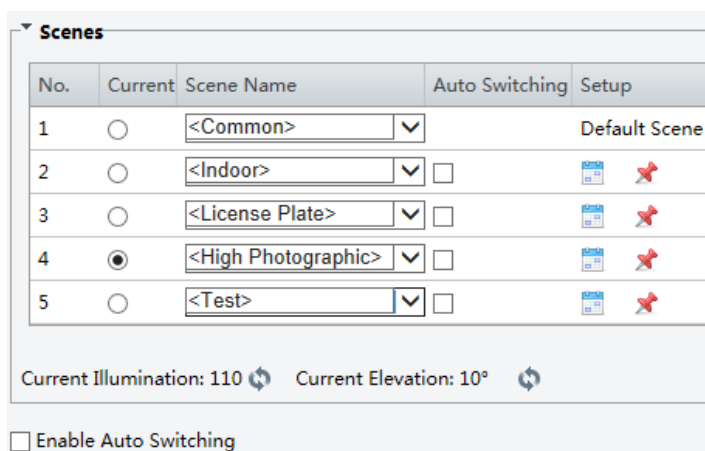 Scenes
No. Current Scene Name Auto Switching Setup
1 <Common> Default Scene
2 <Indoor>
3 <License Plate>
4 <High Photographic>
5 <Test>
Current Illumination: 110 Current Elevation: 10°
Enable Auto Switching